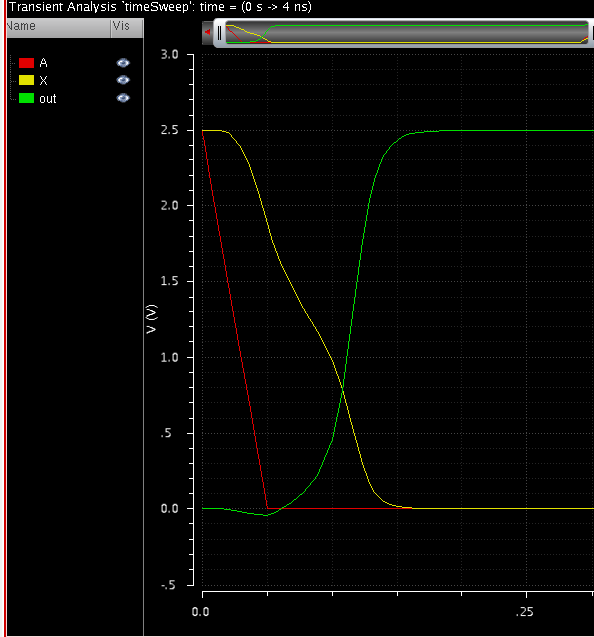 Transient Analysis `timeSweep': time = (0 s -> 4 ns)
Name Vis
A
X
out
3.0
2.5
2.0
1.5
1.0
.5
0.0
-.5
V (V)
0.0 .25